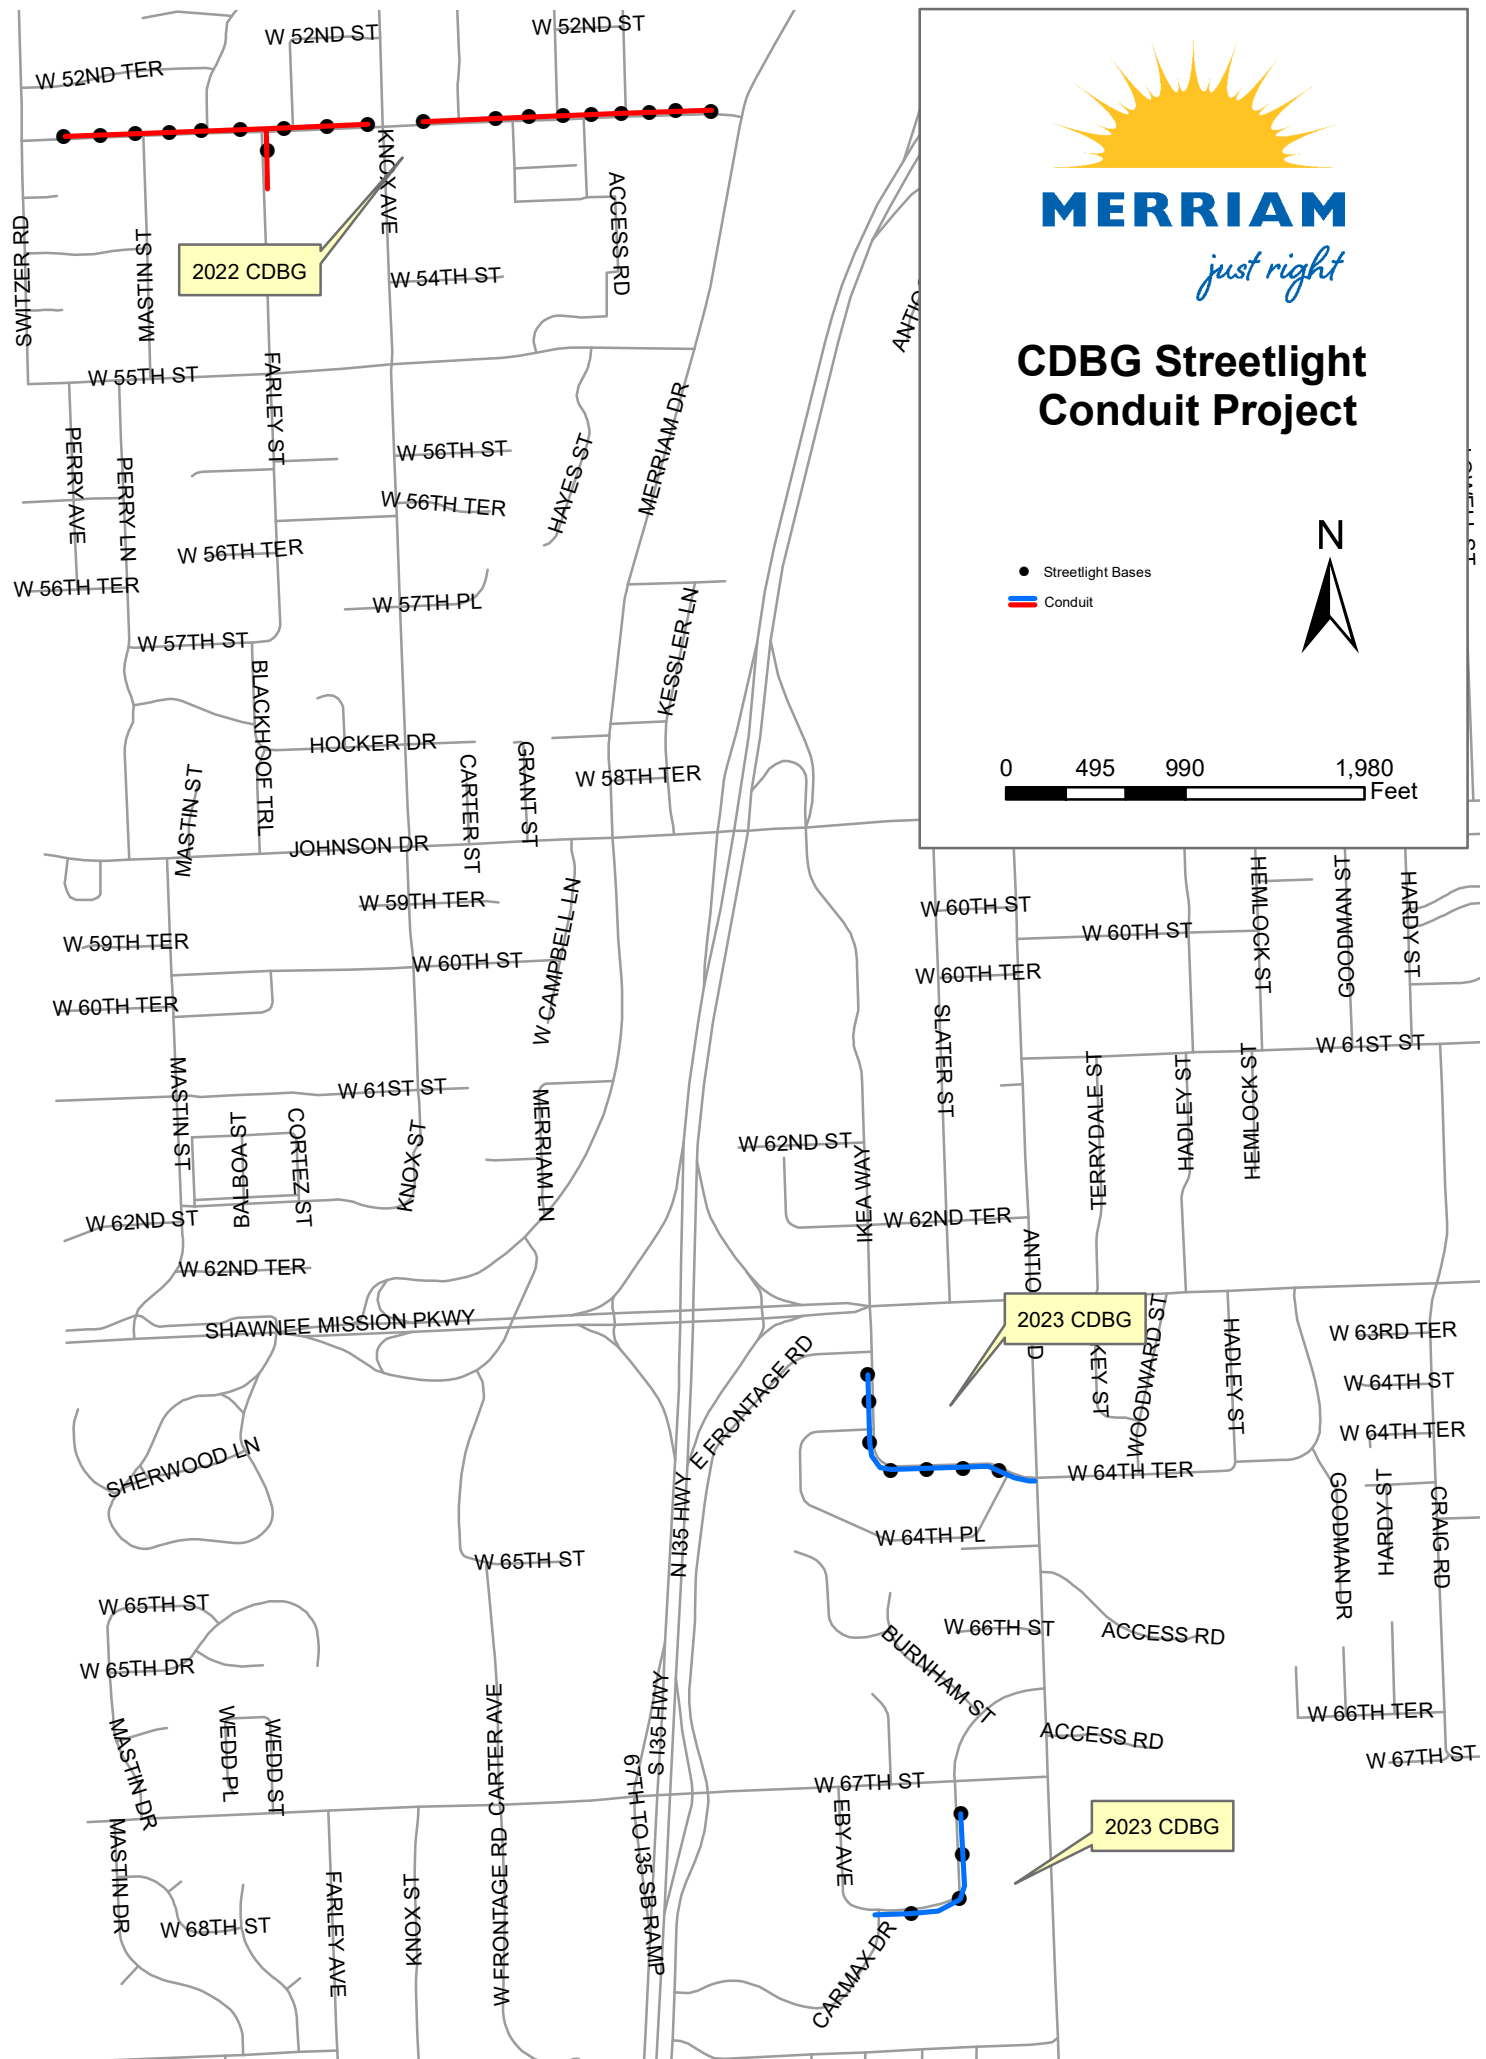 W 52ND ST
W 52ND ST
W 52ND TER
KNOX AVE
ACCESS RD
SWITZER RD
MASTIN ST
2022 CDBG
W 54TH ST
MERRIAM
just right
CDBG Streetlight
Conduit Project
N
Streetlight Bases
Conduit
0 495 990 1,980
Feet
W 55TH ST
FARLEY ST
MERRIAM DR
PERRY AVE
PERRY LN
W 56TH ST
HAYES ST
W 56TH TER
W 56TH TER
W 56TH TER
W 57TH PL
KESSLER LN
W 57TH ST
BLACKHOOF TRL
HOCKER DR
MASTIN ST
CARTER ST
GRANT ST
W 58TH TER
JOHNSON DR
W 59TH TER
W CAMPBELL LN
W 60TH ST
HEMLOCK ST
GOODMAN ST
HARDY ST
W 59TH TER
W 60TH ST
W 60TH ST
W 60TH TER
W 60TH TER
SLATER ST
W 61ST ST
MASTIN ST
W 61ST ST
TERRYDALE ST
HADLEY ST
HEMLOCK ST
BALBOA ST
CORTEZ ST
KNOX ST
MERRIAM LN
W 62ND ST
IKEA WAY
W 62ND ST
W 62ND TER
W 62ND TER
ANTIO
D
SHAWNEE MISSION PKWY
2023 CDBG
KEY ST
WOODWARD ST
HADLEY ST
W 63RD TER
E FRONTAGE RD
W 64TH ST
W 64TH TER
SHERWOOD LN
W 64TH TER
N I35 HWY
GOODMAN DR
HARDY ST
CRAIG RD
W 64TH PL
W 65TH ST
W 65TH ST
W 66TH ST
ACCESS RD
BURNHAM ST
W 65TH DR
S I35 HWY
W 66TH TER
ACCESS RD
MASTIN DR
WEDD PL
WEDD ST
CARTER AVE
W 67TH ST
W 67TH ST
67TH TO I35 SB RAMP
EBY AVE
2023 CDBG
MASTIN DR
W 68TH ST
FARLEY AVE
KNOX ST
W FRONTAGE RD
CARMAX DR